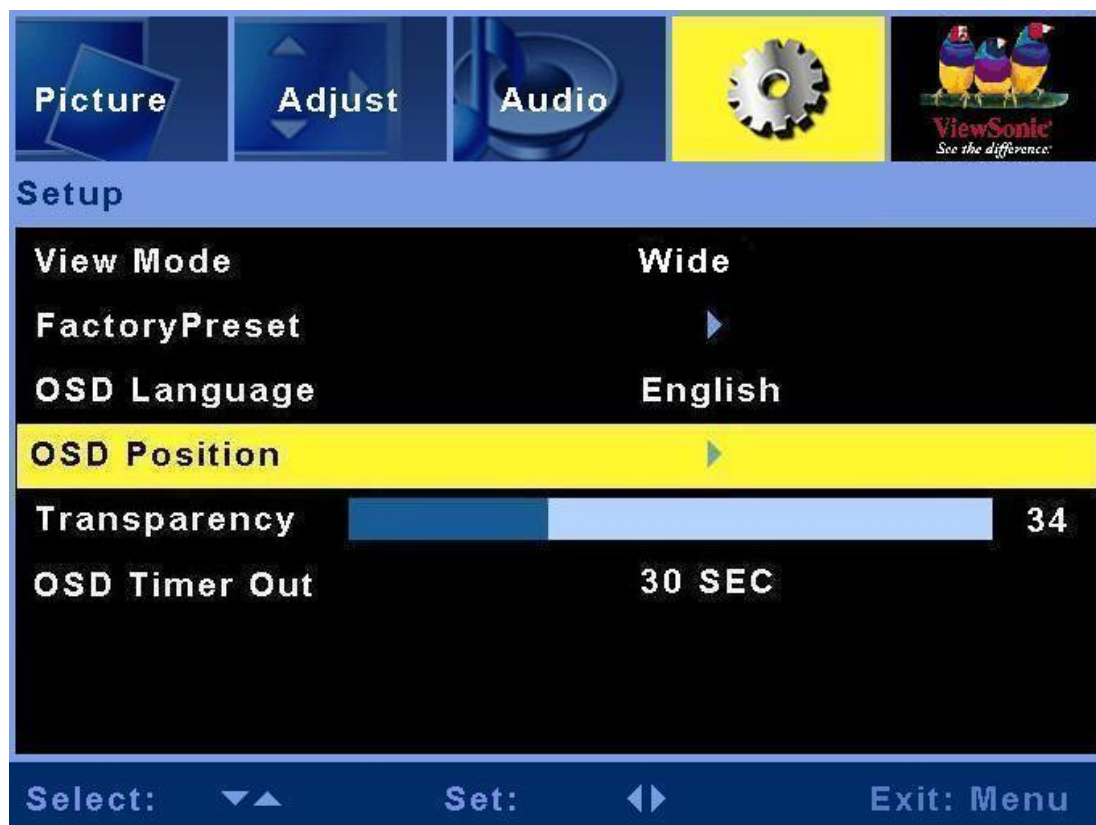 Picture Adjust Audio
ViewSonic®
See the difference.™
Setup
View Mode Wide
FactoryPreset
OSD Language English
OSD Position
Transparency 34
OSD Timer Out 30 SEC
Select: Set: Exit: Menu